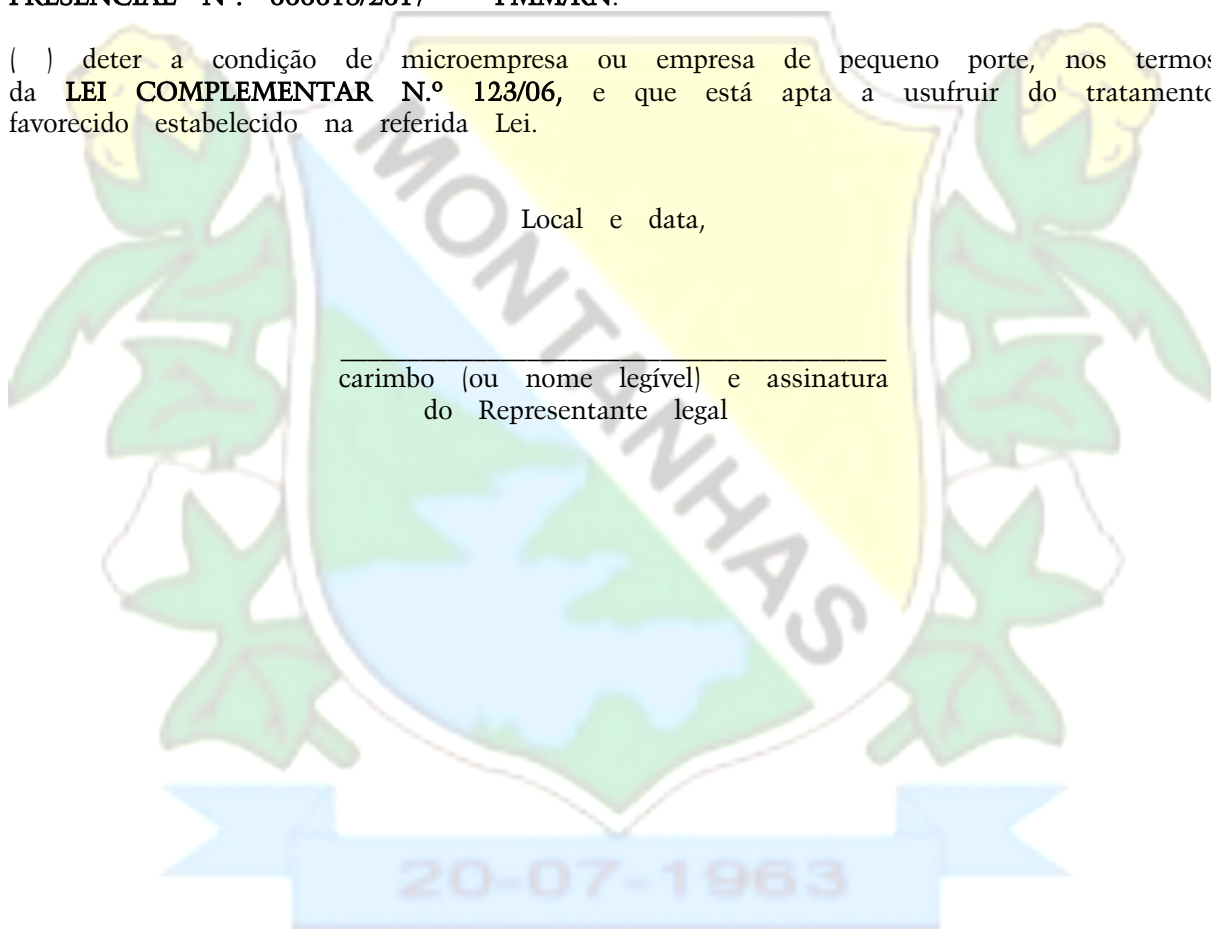 ( ) deter a condição de microempresa ou empresa de pequeno porte, nos termos
da LEI COMPLEMENTAR N.º 123/06, e que está apta a usufruir do tratamento
favorecido estabelecido na referida Lei.
Local e data,
carimbo (ou nome legível) e assinatura
do Representante legal
MONTANHAS
20-07-1963